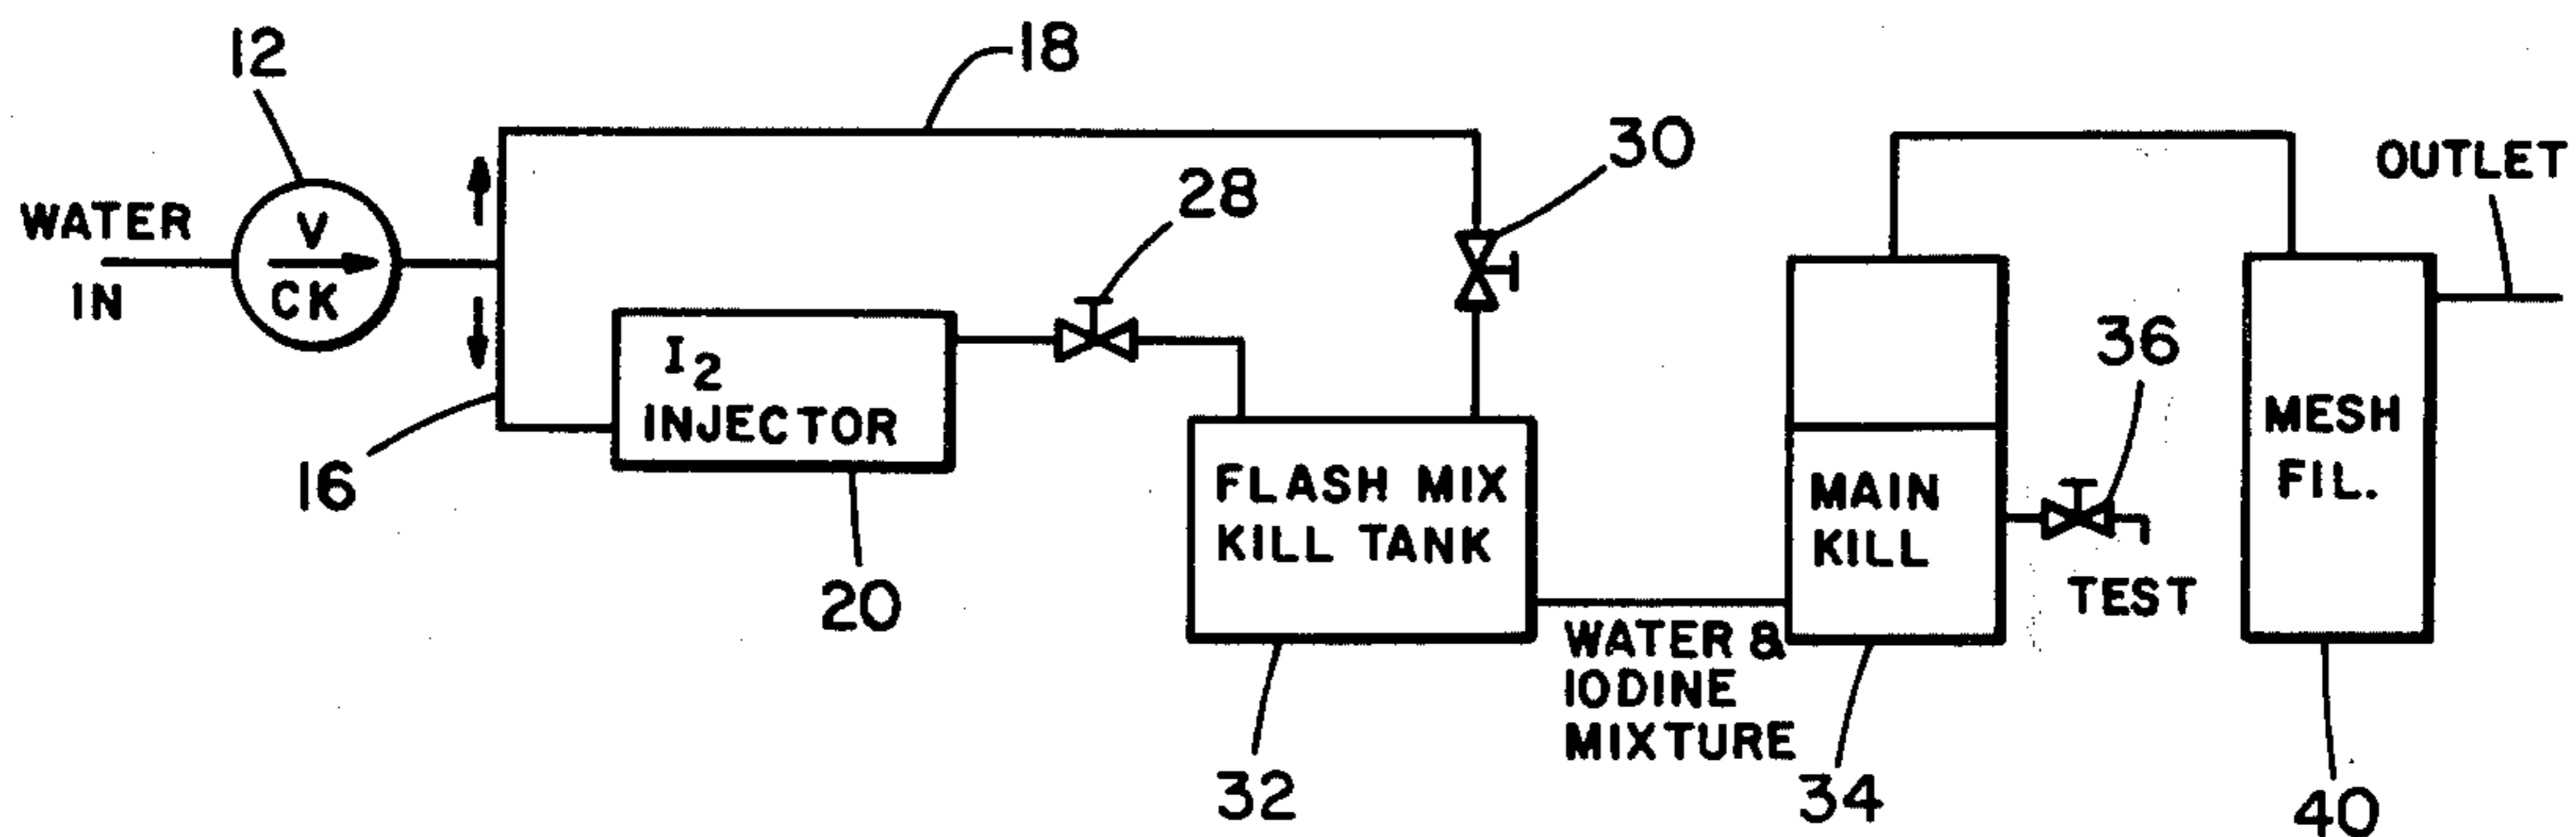 12
18
30
28
WATER
IN
V
CK
OUTLET
I2
INJECTOR
36
16
20
FLASH MIX
KILL TANK
MAIN
KILL
MESH
FIL.
TEST
WATER &
IODINE
MIXTURE
32
34
40